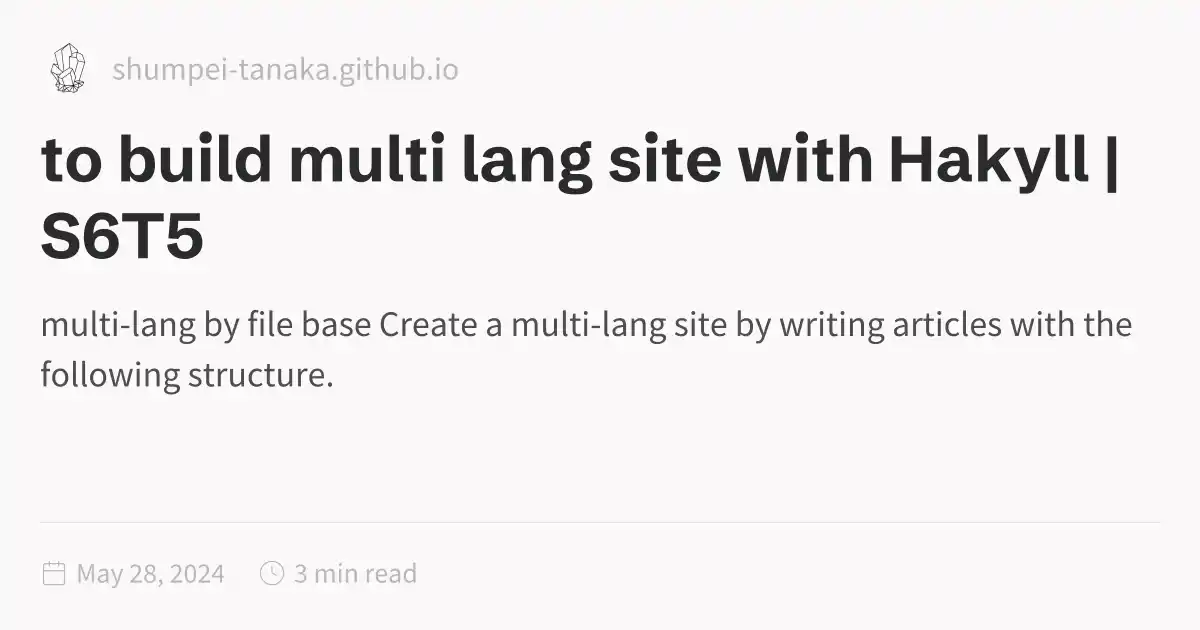 shumpei-tanaka.github.io
to build multi lang site with Hakyll |
S6T5
multi-lang by file base Create a multi-lang site by writing articles with the
following structure.
May 28, 2024 3 min read